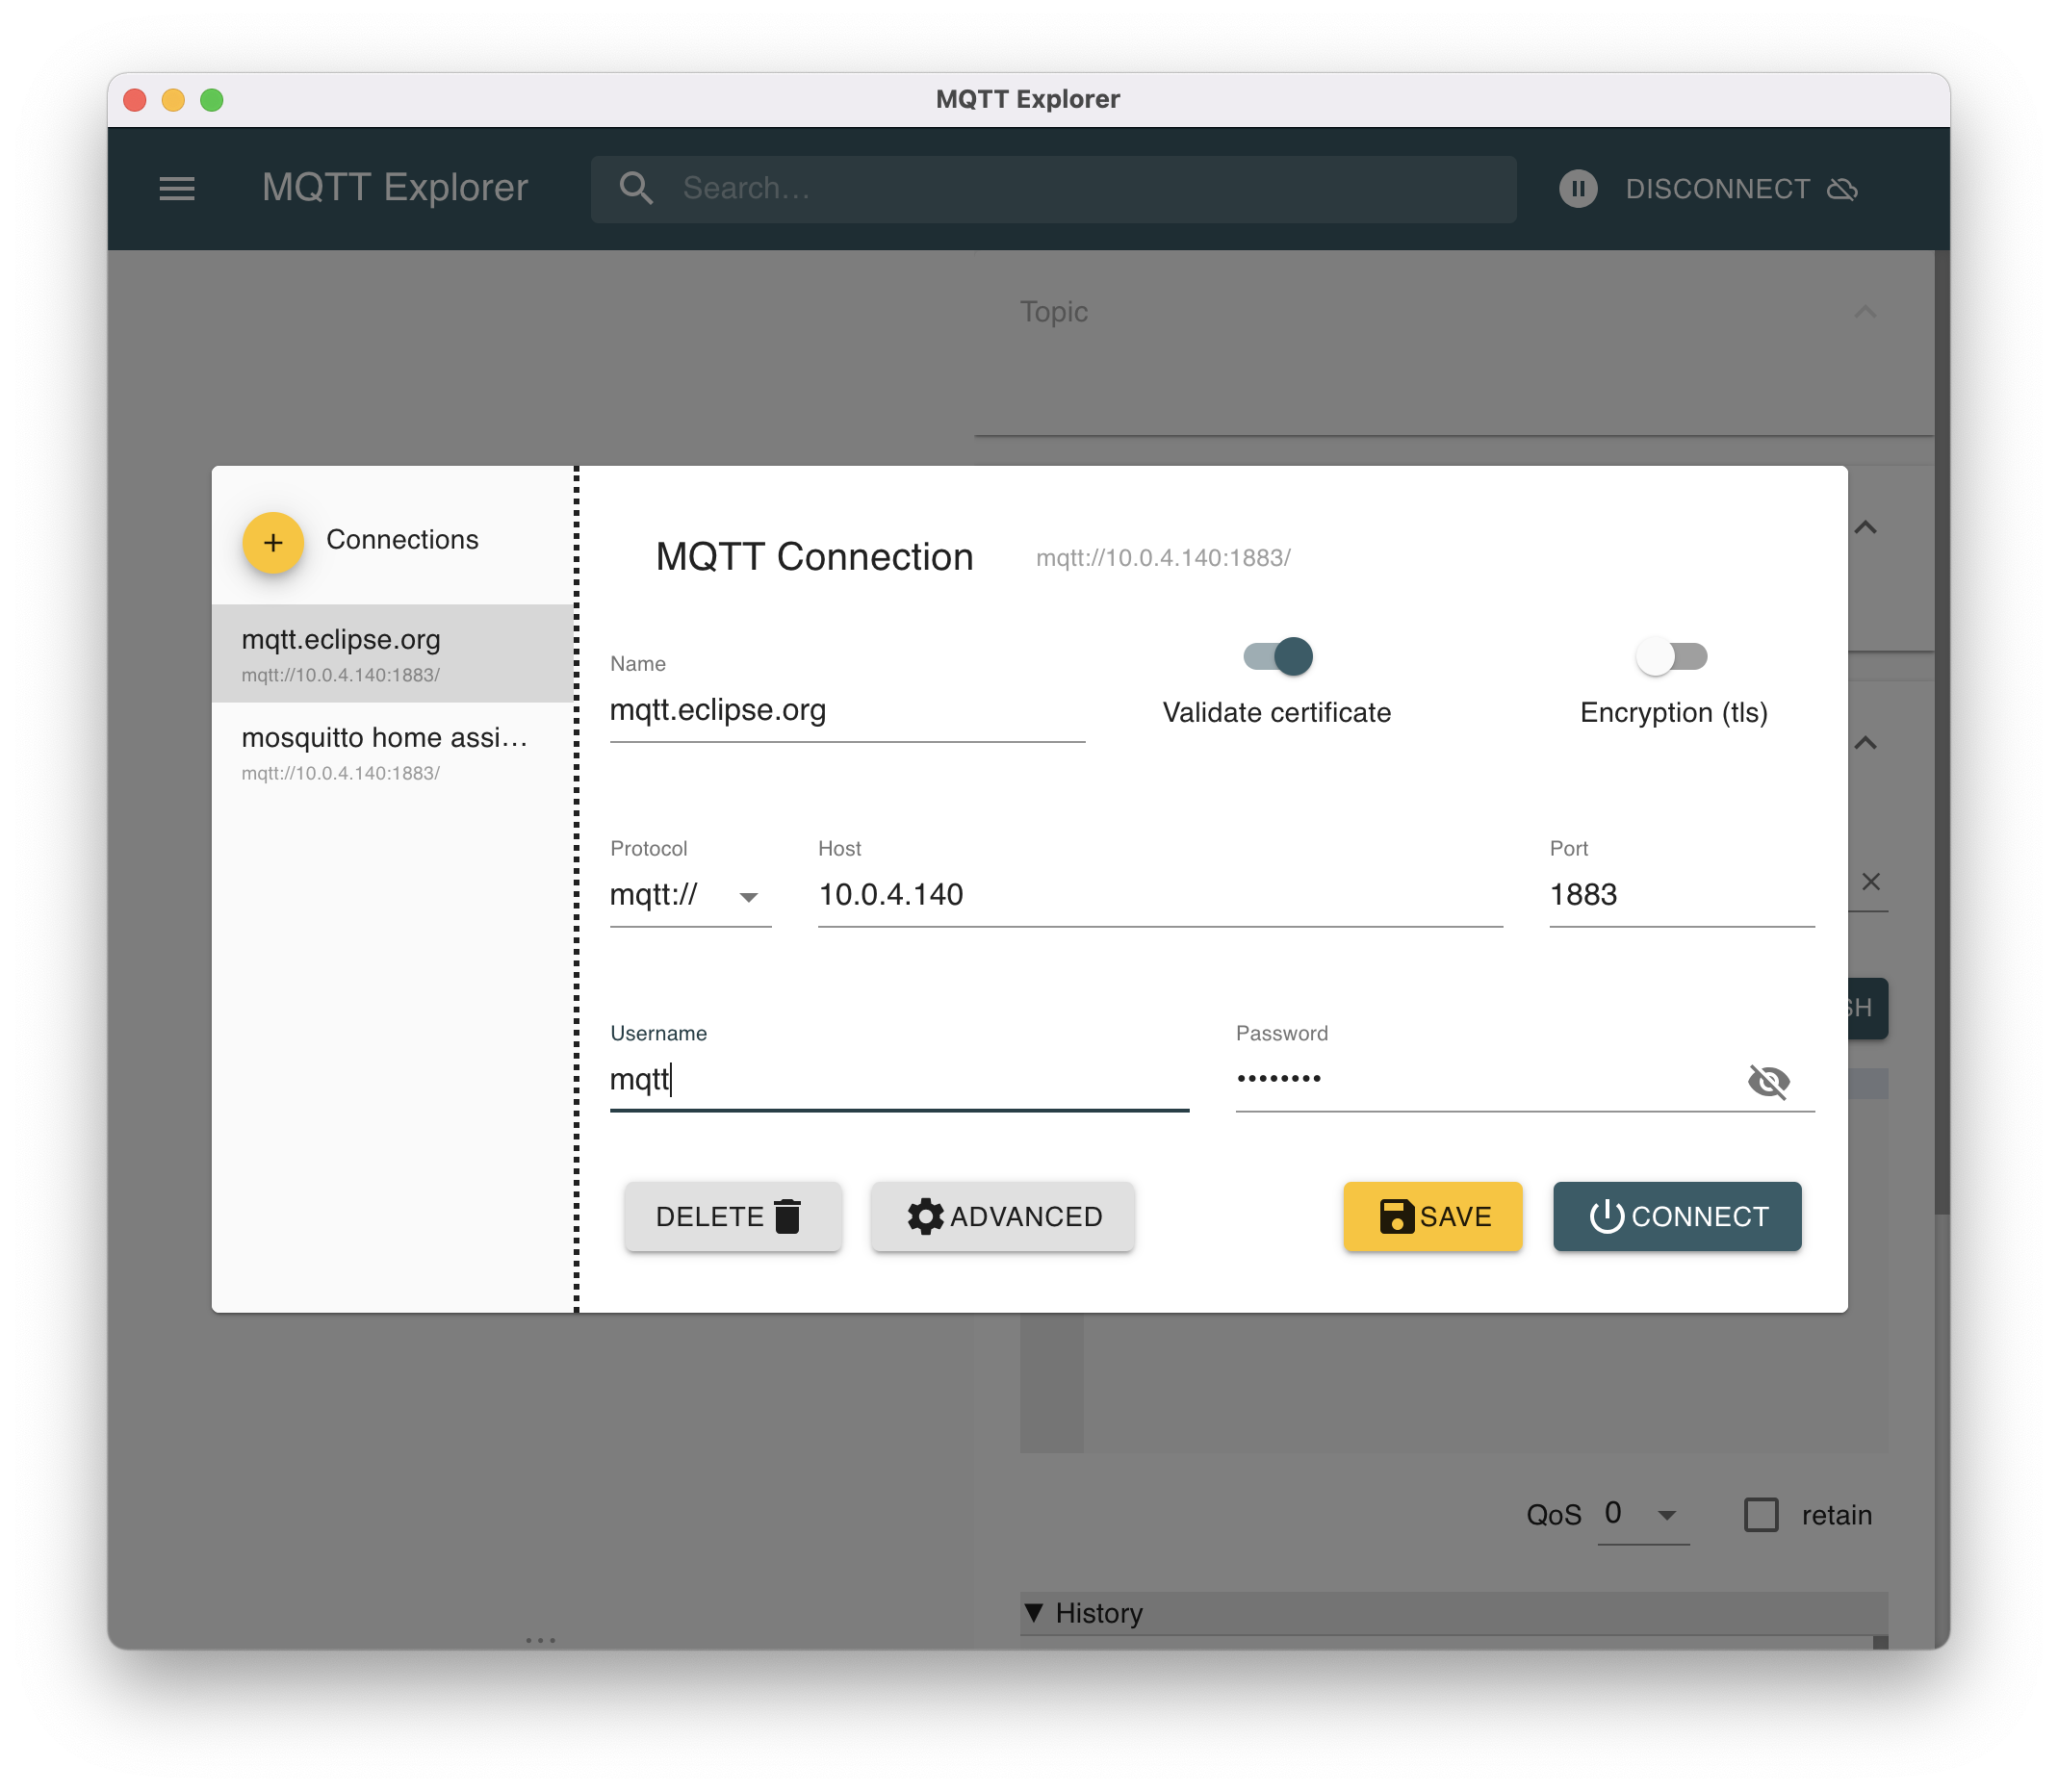 MQTT Explorer
MQTT Explorer
Search...
DISCONNECT
Topic
Connections
mqtt.eclipse.org
mqtt://10.0.4.140:1883/
mosquitto home assi...
mqtt://10.0.4.140:1883/
MQTT Connection
mqtt://10.0.4.140:1883/
Name
mqtt.eclipse.org
Validate certificate
Encryption (tls)
Protocol
mqtt://
Host
10.0.4.140
Port
1883
Username
mqtt
Password
••••••••
SH
DELETE
ADVANCED
SAVE
CONNECT
QoS 0
retain
▼ History